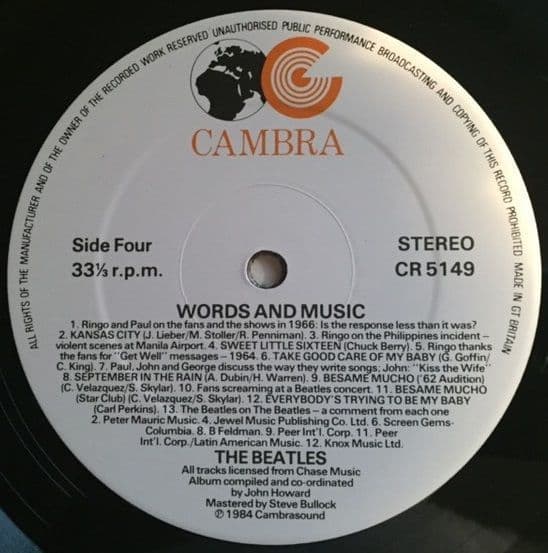 ALL RIGHTS OF THE MANUFACTURER AND OF THE OWNER OF THE RECORDED WORK RESERVED UNAUTHORISED PUBLIC PERFORMANCE BROADCASTING AND COPYING OF THIS RECORD PROHIBITED MADE IN GT BRITAIN
CAMBRA
Side Four
33⅓ r.p.m.
STEREO
CR 5149
WORDS AND MUSIC
1. Ringo and Paul on the fans and the shows in 1966: Is the response less than it was?
2. KANSAS CITY (J. Lieber/M. Stoller/R. Penniman). 3. Ringo on the Philippines incident –
violent scenes at Manila Airport. 4. SWEET LITTLE SIXTEEN (Chuck Berry). 5. Ringo thanks
the fans for "Get Well" messages – 1964. 6. TAKE GOOD CARE OF MY BABY (G. Goffin/
C. King). 7. Paul, John and George discuss the way they write songs; John: "Kiss the Wife"
8. SEPTEMBER IN THE RAIN (A. Dubin/H. Warren). 9. BESAME MUCHO ('62 Audition)
(C. Velazquez/S. Skylar). 10. Fans screaming at a Beatles concert. 11. BESAME MUCHO
(Star Club) (C. Velazquez/S. Skylar). 12. EVERYBODY'S TRYING TO BE MY BABY
(Carl Perkins). 13. The Beatles on The Beatles – a comment from each one
2. Peter Mauric Music. 4. Jewel Music Publishing Co. Ltd. 6. Screen Gems-
Columbia. 8. B Feldman. 9. Peer Int'l. Corp. 11. Peer
Int'l. Corp./Latin American Music. 12. Knox Music Ltd.
THE BEATLES
All tracks licensed from Chase Music
Album compiled and co-ordinated
by John Howard
Mastered by Steve Bullock
℗ 1984 Cambrasound